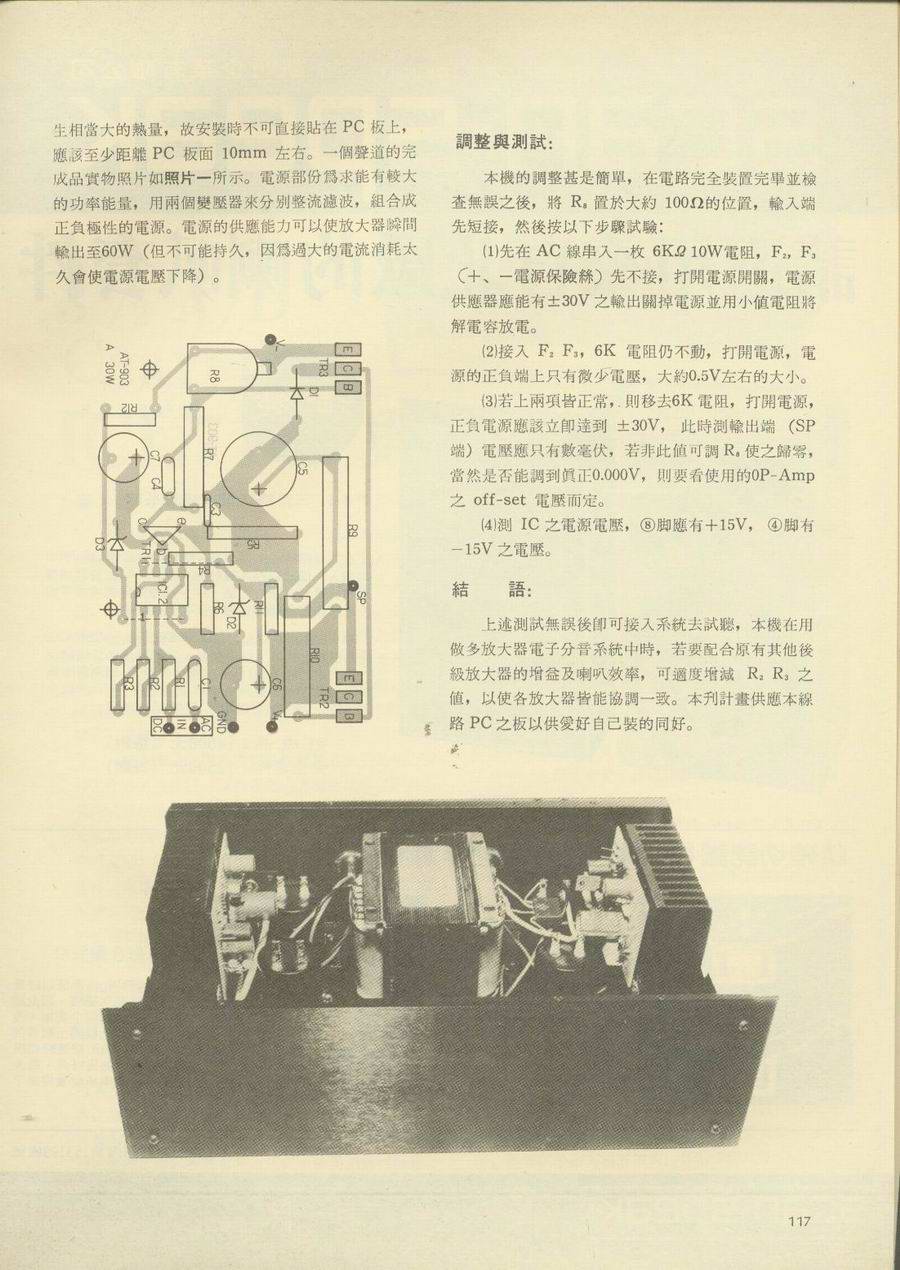 生相當大的熱量，故安裝時不可直接貼在 PC 板上，
應該至少距離 PC 板面 10mm 左右。一個聲道的完
成品實物照片如照片一所示。電源部份爲求能有較大
的功率能量，用兩個變壓器來分別整流濾波，組合成
正負極性的電源。電源的供應能力可以使放大器瞬間
輸出至60W（但不可能持久，因爲過大的電流消耗太
久會使電源電壓下降）。
AT-903
A 30W
V-
E
C
B
TR3
R8
D1
R12
C7
C4
R7
C5
C3
R9
R5
D3
C
e
b
TR1
R4
IC1.2
R6
D2
R11
SP
R10
R3
R2
R1
C1
C6
TR2
E
C
B
V+
GND
AC
IN
DC
調整與測試：
本機的調整甚是簡單，在電路完全裝置完畢並檢
查無誤之後，將 R₈ 置於大約 100Ω的位置，輸入端
先短接，然後按以下步驟試驗：
⑴先在 AC 線串入一枚 6KΩ 10W電阻，F₂，F₃
（＋、－電源保險絲）先不接，打開電源開關，電源
供應器應能有±30V 之輸出關掉電源並用小値電阻將
解電容放電。
⑵接入 F₂ F₃，6K 電阻仍不動，打開電源，電
源的正負端上只有微少電壓，大約0.5V左右的大小。
⑶若上兩項皆正常，則移去6K 電阻，打開電源，
正負電源應該立卽達到 ±30V， 此時測輸出端 （SP
端）電壓應只有數毫伏，若非此値可調 R₈ 使之歸零，
當然是否能調到眞正0.000V，則要看使用的OP-Amp
之 off-set 電壓而定。
⑷測 IC 之電源電壓，⑧脚應有＋15V， ④脚有
－15V 之電壓。
結 語：
上述測試無誤後卽可接入系統去試聽，本機在用
做多放大器電子分音系統中時，若要配合原有其他後
級放大器的增益及喇叭效率，可適度增減 R₂ R₃ 之
値，以使各放大器皆能協調一致。本刋計畫供應本線
路 PC 之板以供愛好自己裝的同好。
117